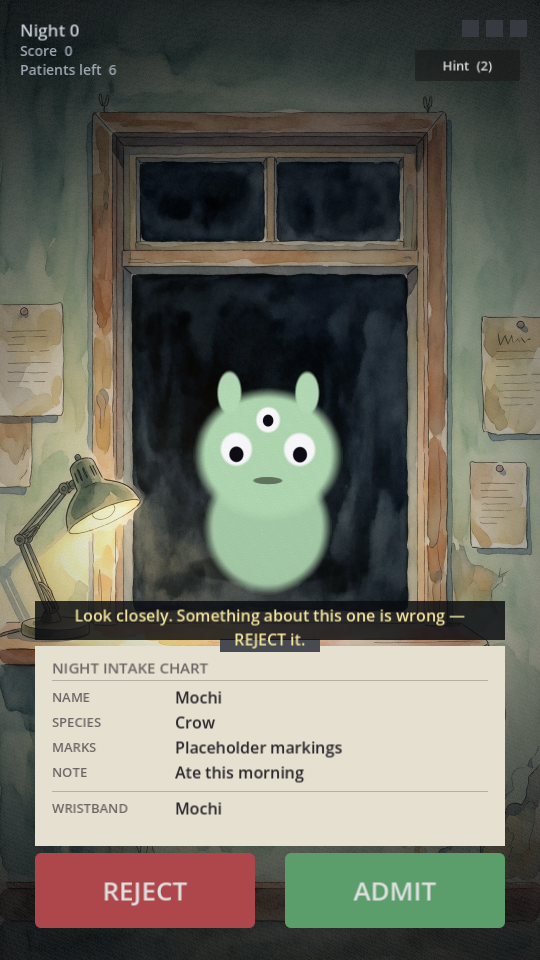 Night 0
Score 0
Patients left 6
Hint (2)
Look closely. Something about this one is wrong —
REJECT it.
NIGHT INTAKE CHART
NAME Mochi
SPECIES Crow
MARKS Placeholder markings
NOTE Ate this morning
WRISTBAND Mochi
REJECT
ADMIT